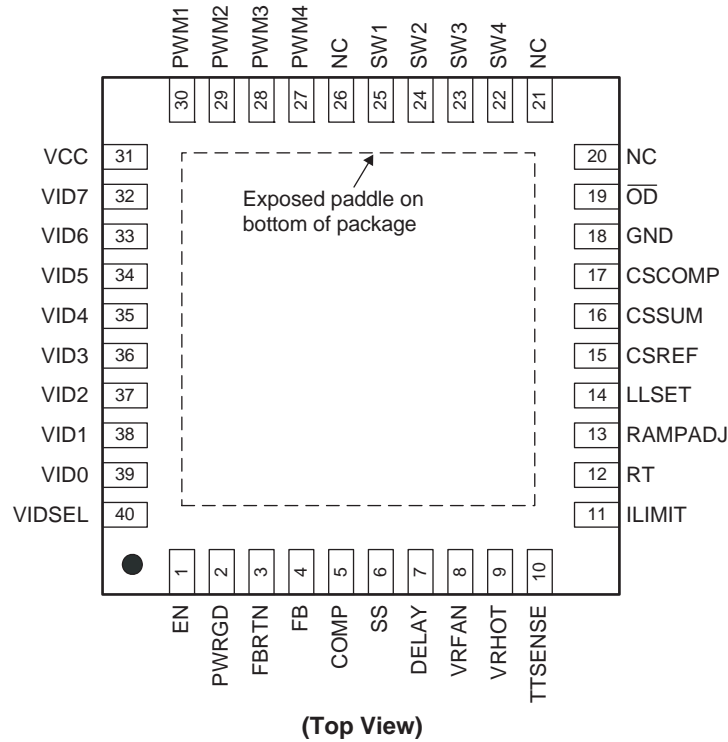 PWM1
PWM2
PWM3
PWM4
NC
SW1
SW2
SW3
SW4
NC
30
29
28
27
26
25
24
23
22
21
VCC 31
VID7 32
VID6 33
VID5 34
VID4 35
VID3 36
VID2 37
VID1 38
VID0 39
VIDSEL 40
Exposed paddle on
bottom of package
20 NC
19 O̅D̅
18 GND
17 CSCOMP
16 CSSUM
15 CSREF
14 LLSET
13 RAMPADJ
12 RT
11 ILIMIT
1
2
3
4
5
6
7
8
9
10
EN
PWRGD
FBRTN
FB
COMP
SS
DELAY
VRFAN
VRHOT
TTSENSE
(Top View)